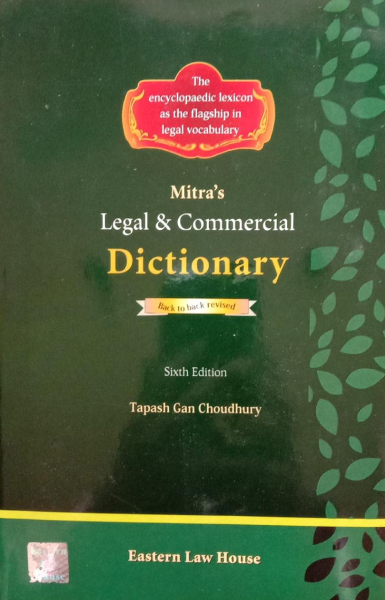 The
encyclopaedic lexicon
as the flagship in
legal vocabulary
Mitra's
Legal & Commercial
Dictionary
Back to back revised
Sixth Edition
Tapash Gan Choudhury
Eastern Law House